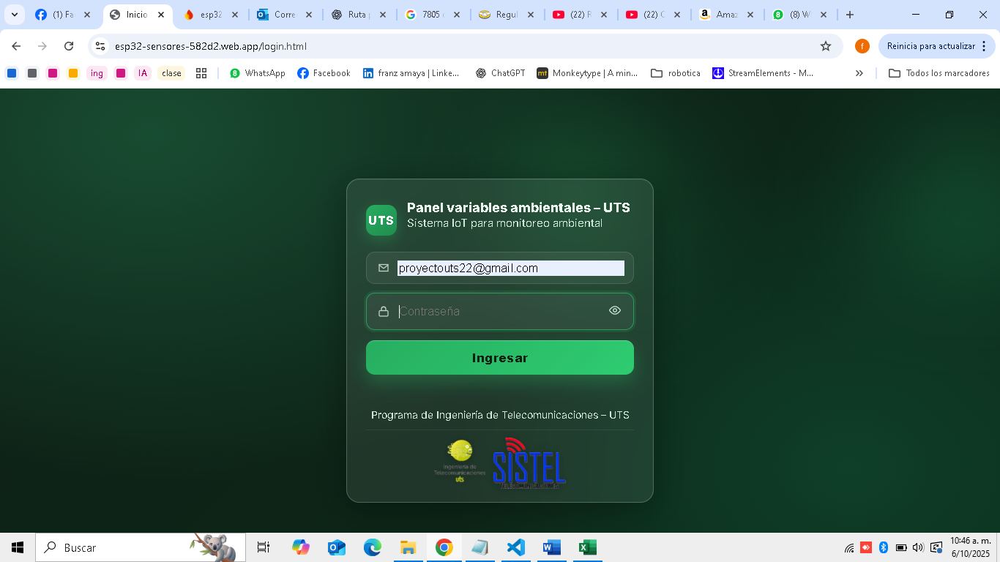 (1) Fa
Inicio
esp32
Corre
Ruta
7805
Regul
(22) F
(22) C
Amaz
(8) W
esp32-sensores-582d2.web.app/login.html
f
Reinicia para actualizar
ing
IA
clase
WhatsApp
Facebook
franz amaya | Linke...
ChatGPT
mt
Monkeytype | A min...
robotica
StreamElements - M...
Todos los marcadores
UTS
Panel variables ambientales – UTS
Sistema IoT para monitoreo ambiental
proyectouts22@gmail.com
Contraseña
Ingresar
Programa de Ingeniería de Telecomunicaciones – UTS
Ingeniería de
Telecomunicaciones
uts
SISTEL
TELECOMUNICACIONES
Buscar
10:46 a. m.
6/10/2025